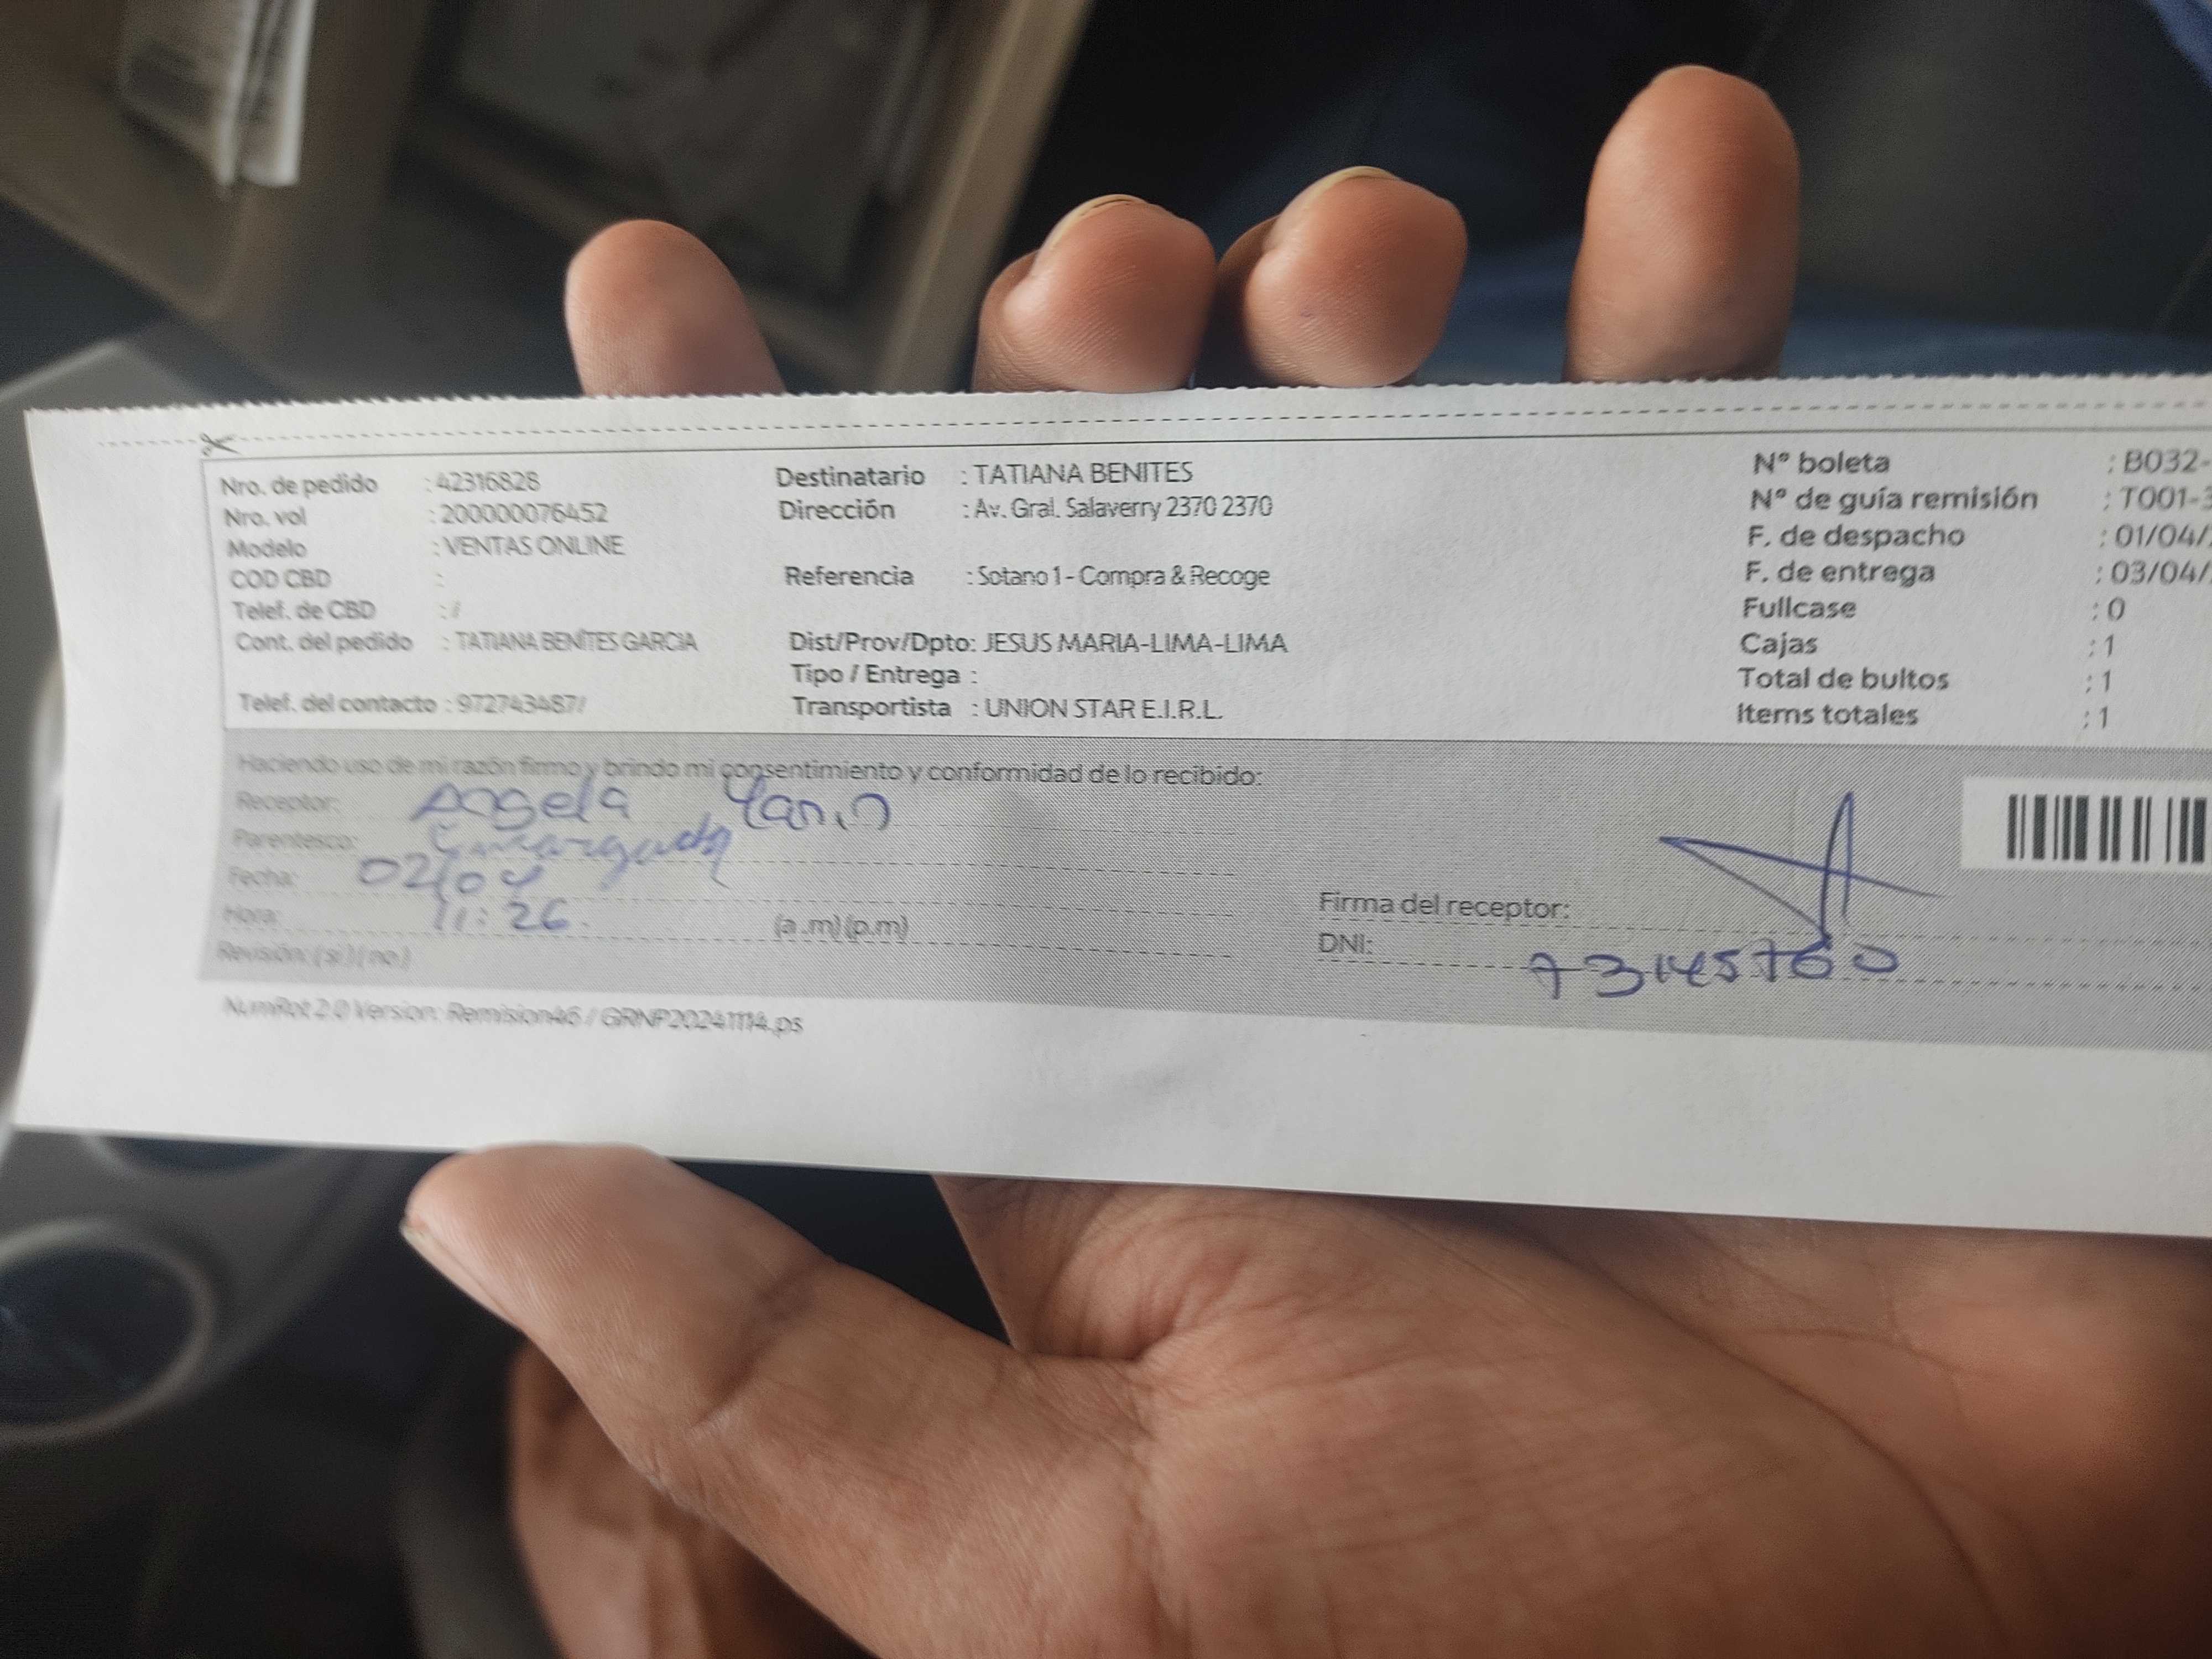 Nro. de pedido : 42316828
Nro. vol : 200000076452
Modelo : VENTAS ONLINE
COD CBD :
Telef. de CBD : /
Cont. del pedido : TATIANA BENITES GARCIA
Telef. del contacto : 972743487/
Destinatario : TATIANA BENITES
Dirección : Av. Gral. Salaverry 2370 2370
Referencia : Sotano 1 - Compra & Recoge
Dist/Prov/Dpto: JESUS MARIA-LIMA-LIMA
Tipo / Entrega :
Transportista : UNION STAR E.I.R.L.
N° boleta : B032-
N° de guía remisión : T001-3
F. de despacho : 01/04/
F. de entrega : 03/04/
Fullcase : 0
Cajas : 1
Total de bultos : 1
Items totales : 1
Haciendo uso de mi razón firmo y brindo mi consentimiento y conformidad de lo recibido:
Receptor: Angela
Parentesco: Encargada
Fecha: 02/04
Hora: 11:26 (a.m) (p.m)
Revisión: (si) (no)
Firma del receptor:
DNI: 73145760
NumRot 2.0 Version: Remision46 / GRNP20241114.ps